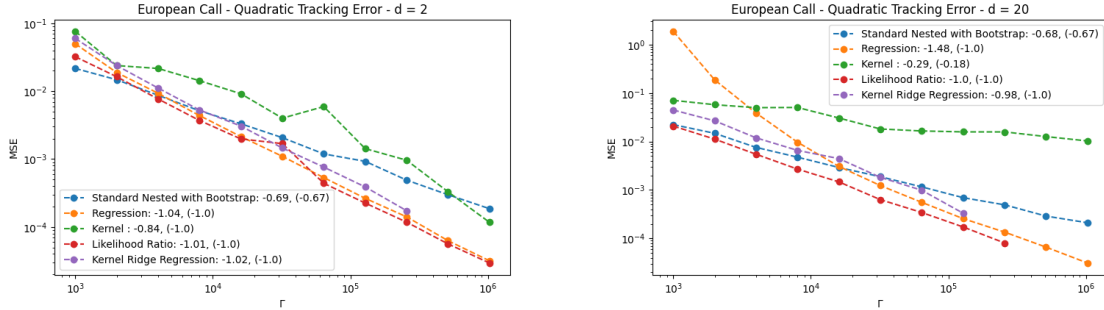 European Call - Quadratic Tracking Error - d = 2
MSE
10⁻¹
10⁻²
10⁻³
10⁻⁴
Standard Nested with Bootstrap: -0.69, (-0.67)
Regression: -1.04, (-1.0)
Kernel : -0.84, (-1.0)
Likelihood Ratio: -1.01, (-1.0)
Kernel Ridge Regression: -1.02, (-1.0)
10³
10⁴
10⁵
10⁶
Γ
European Call - Quadratic Tracking Error - d = 20
MSE
10⁰
10⁻¹
10⁻²
10⁻³
10⁻⁴
Standard Nested with Bootstrap: -0.68, (-0.67)
Regression: -1.48, (-1.0)
Kernel : -0.29, (-0.18)
Likelihood Ratio: -1.0, (-1.0)
Kernel Ridge Regression: -0.98, (-1.0)
10³
10⁴
10⁵
10⁶
Γ